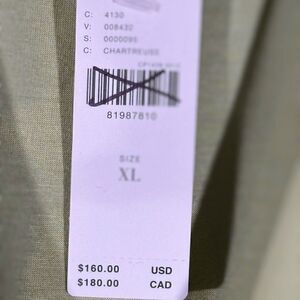 C: 4130
V: 008432
S: 0000095
C: CHARTREUSE
81987810
SIZE
XL
$160.00 USD
$180.00 CAD